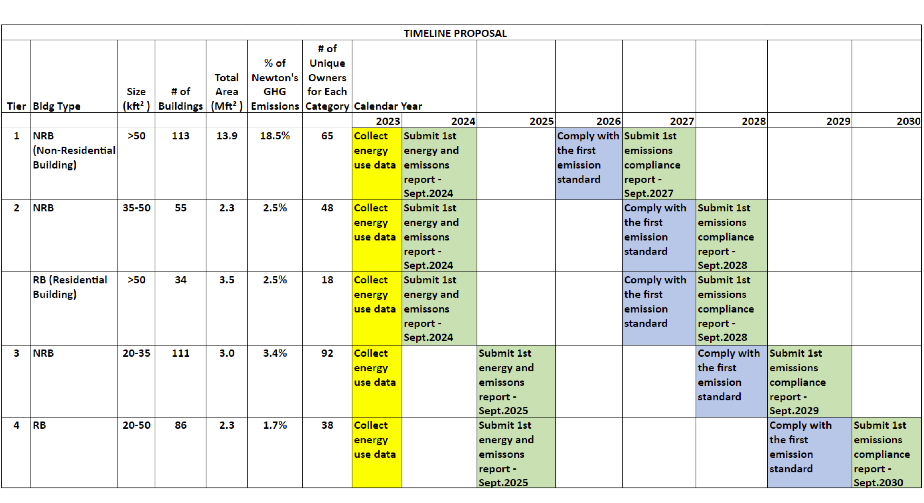 TIMELINE PROPOSAL
Tier Bldg Type Size (kft²) # of Buildings Total Area (Mft²) % of Newton's GHG Emissions # of Unique Owners for Each Category Calendar Year
2023 2024 2025 2026 2027 2028 2029 2030
1 NRB (Non-Residential Building) >50 113 13.9 18.5% 65 Collect energy use data Submit 1st energy and emissons report - Sept.2024 Comply with the first emission standard Submit 1st emissions compliance report - Sept.2027
2 NRB 35-50 55 2.3 2.5% 48 Collect energy use data Submit 1st energy and emissons report - Sept.2024 Comply with the first emission standard Submit 1st emissions compliance report - Sept.2028
RB (Residential Building) >50 34 3.5 2.5% 18 Collect energy use data Submit 1st energy and emissons report - Sept.2024 Comply with the first emission standard Submit 1st emissions compliance report - Sept.2028
3 NRB 20-35 111 3.0 3.4% 92 Collect energy use data Submit 1st energy and emissons report - Sept.2025 Comply with the first emission standard Submit 1st emissions compliance report - Sept.2029
4 RB 20-50 86 2.3 1.7% 38 Collect energy use data Submit 1st energy and emissons report - Sept.2025 Comply with the first emission standard Submit 1st emissions compliance report - Sept.2030